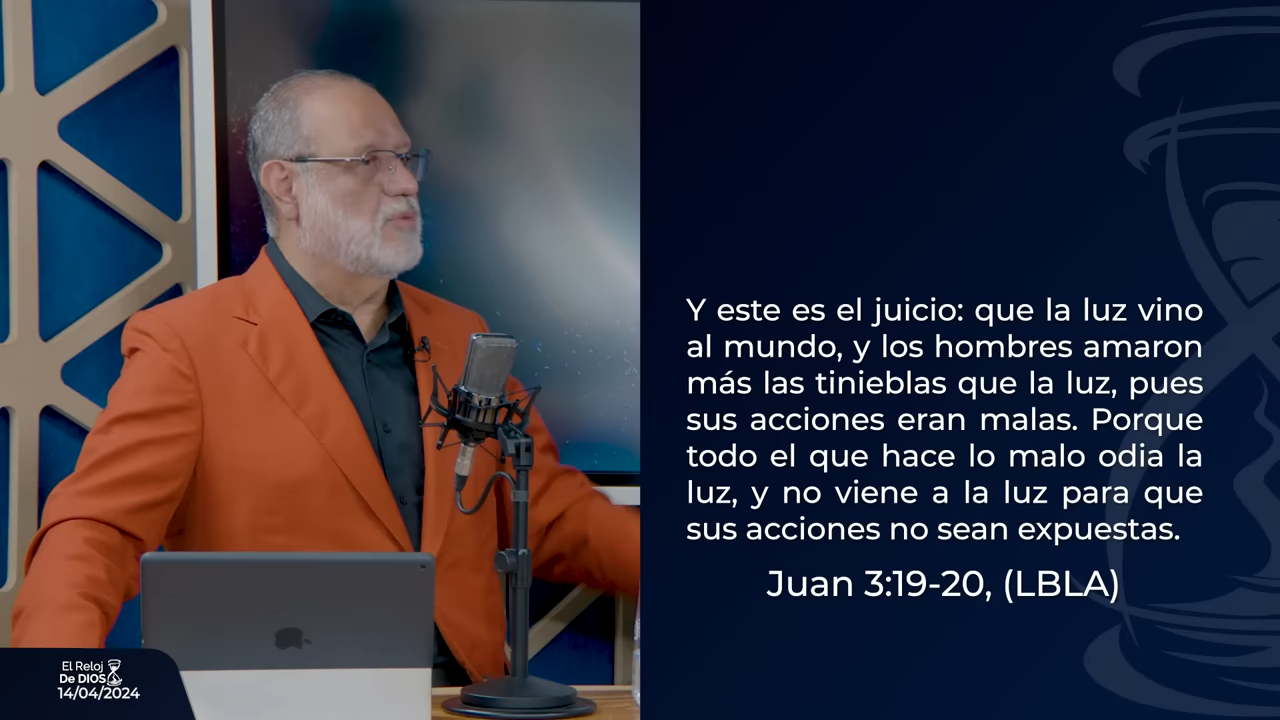 Y este es el juicio: que la luz vino
al mundo, y los hombres amaron
más las tinieblas que la luz, pues
sus acciones eran malas. Porque
todo el que hace lo malo odia la
luz, y no viene a la luz para que
sus acciones no sean expuestas.
Juan 3:19-20, (LBLA)
El Reloj
De DIOS
14/04/2024